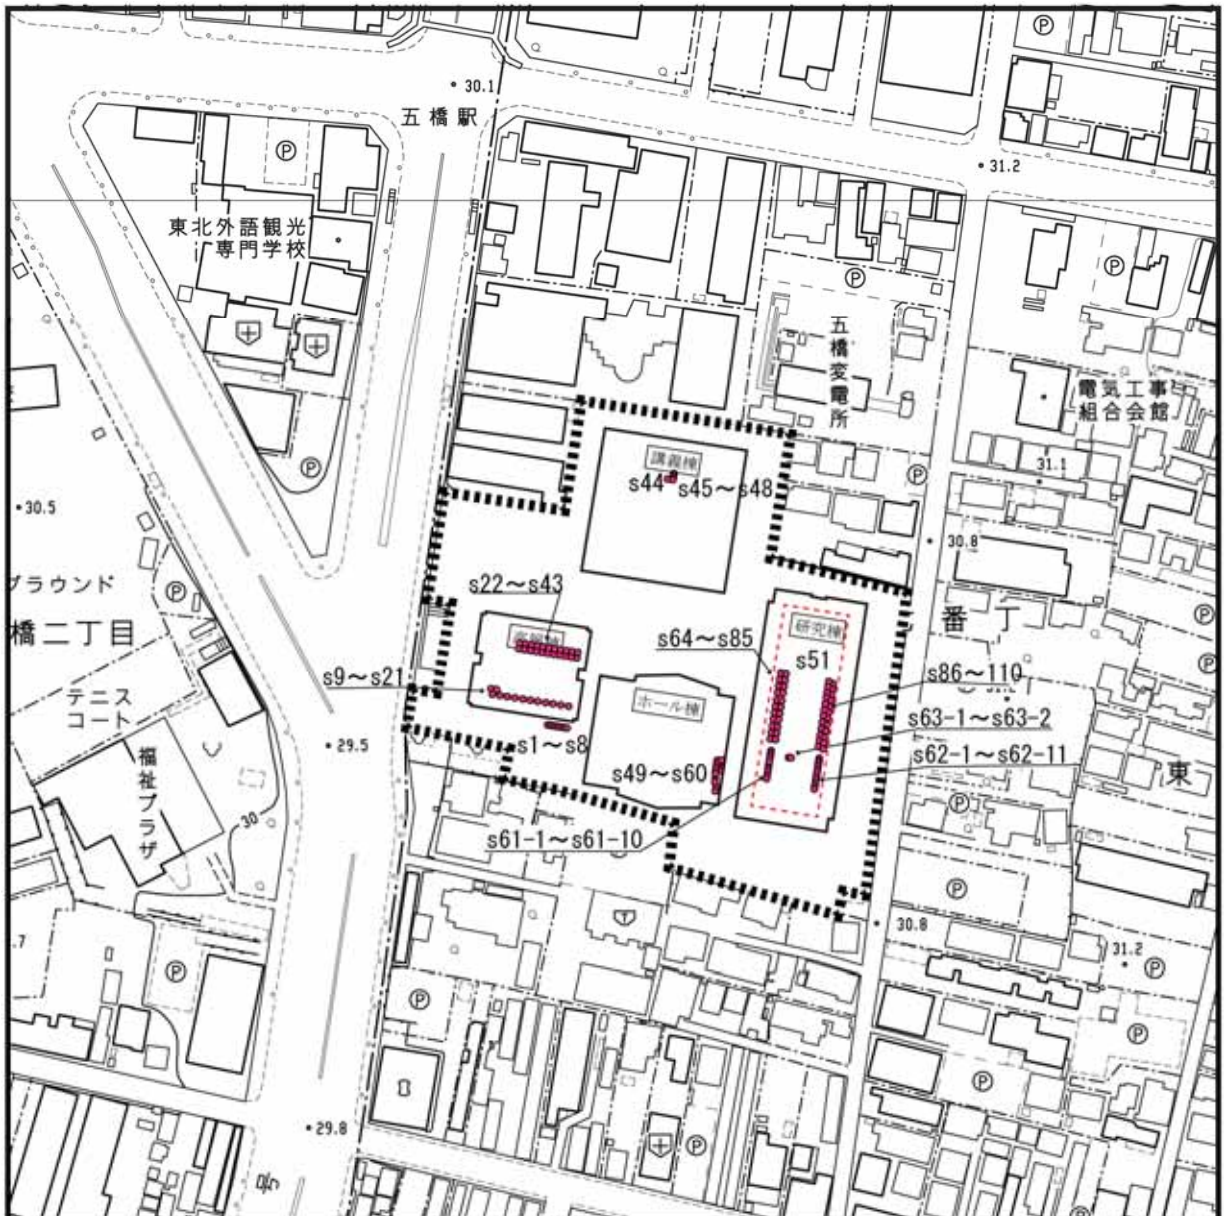 Ⓟ
30.1
五橋駅
Ⓟ
31.2
東北外語観光
専門学校
Ⓟ
Ⓟ
五橋変電所
電気工事
組合会館
講義棟
Ⓟ
31.1
Ⓟ
s44
s45～s48
30.5
30.8
グラウンド
Ⓟ
s22～s43
番丁
Ⓟ
橋二丁目
研究棟
s64～s85
s51
Ⓟ
s9～s21
s86～110
テニス
コート
ホール棟
s63-1～s63-2
29.5
s1～s8
s62-1～s62-11
福祉プラザ
s49～s60
東
Ⓟ
30
s61-1～s61-10
Ⓟ
30.8
.7
31.2
Ⓟ
Ⓟ
Ⓟ
Ⓟ
Ⓟ
29.8
Ⓟ
号
Ⓟ